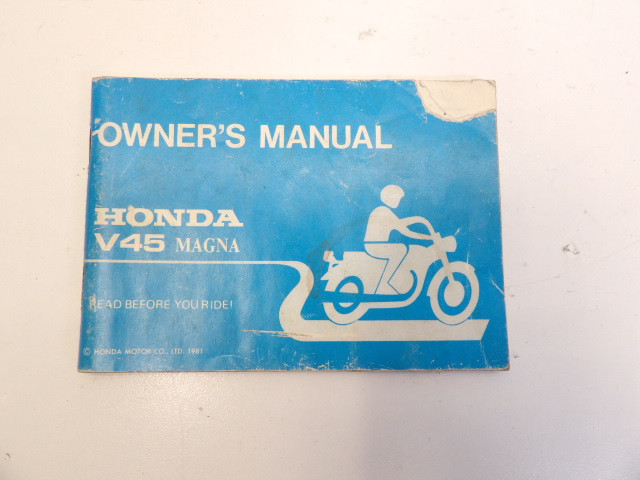 OWNER'S MANUAL
HONDA
V45 MAGNA
READ BEFORE YOU RIDE!
© HONDA MOTOR CO., LTD. 1981